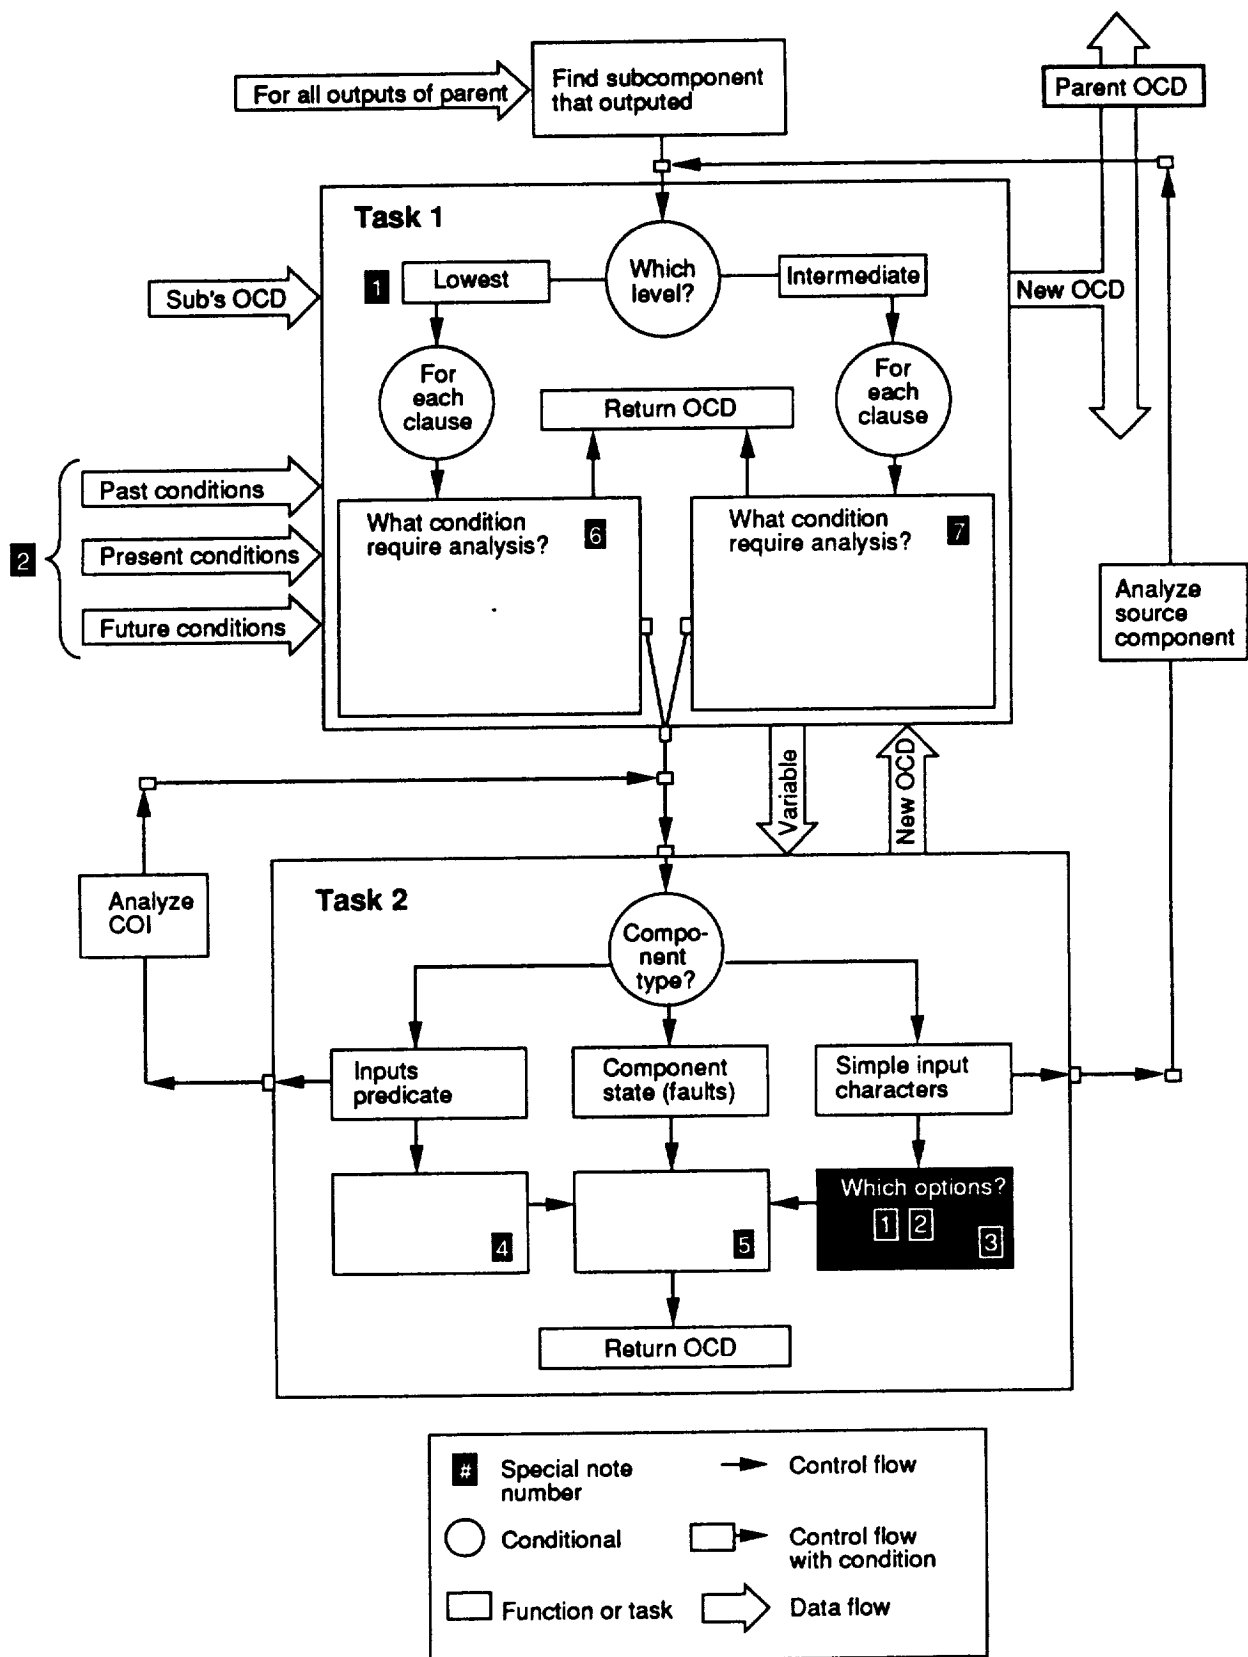 For all outputs of parent
Find subcomponent
that outputed
Parent OCD
Task 1
Which
level?
1
Lowest
Intermediate
Sub's OCD
New OCD
For
each
clause
For
each
clause
Return OCD
2
Past conditions
Present conditions
Future conditions
What condition
require analysis?
6
What condition
require analysis?
7
Analyze
source
component
Variable
New OCD
Analyze
COI
Task 2
Compo-
nent
type?
Inputs
predicate
Component
state (faults)
Simple input
characters
4
5
Which options?
1 2
3
Return OCD
# Special note
number
Control flow
Conditional
Control flow
with condition
Function or task
Data flow